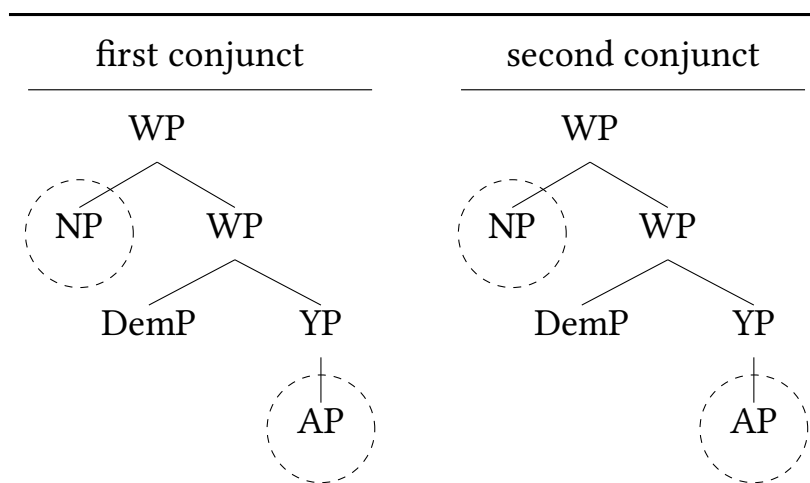 first conjunct second conjunct
WP WP
NP WP NP WP
DemP YP DemP YP
AP AP